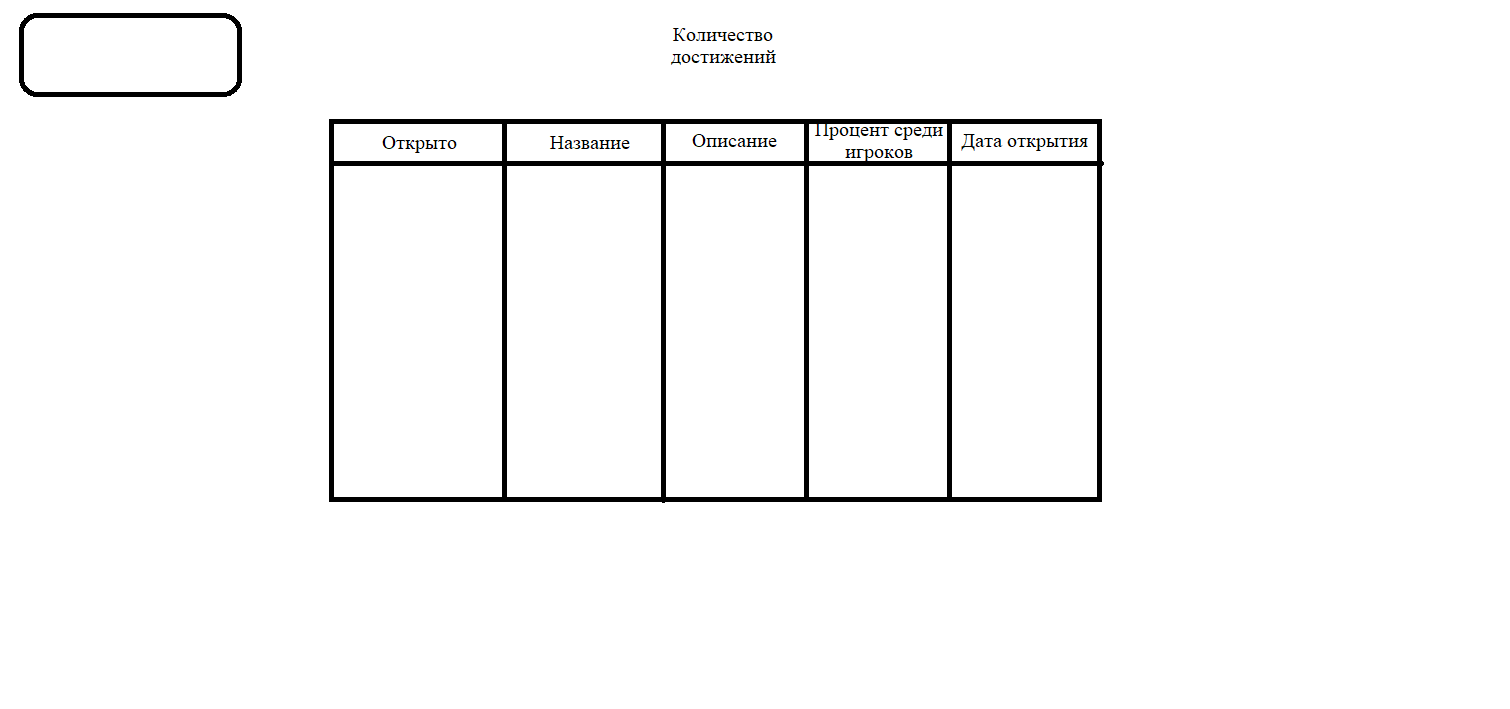 Количество
достижений
Открыто
Название
Описание
Процент среди
игроков
Дата открытия